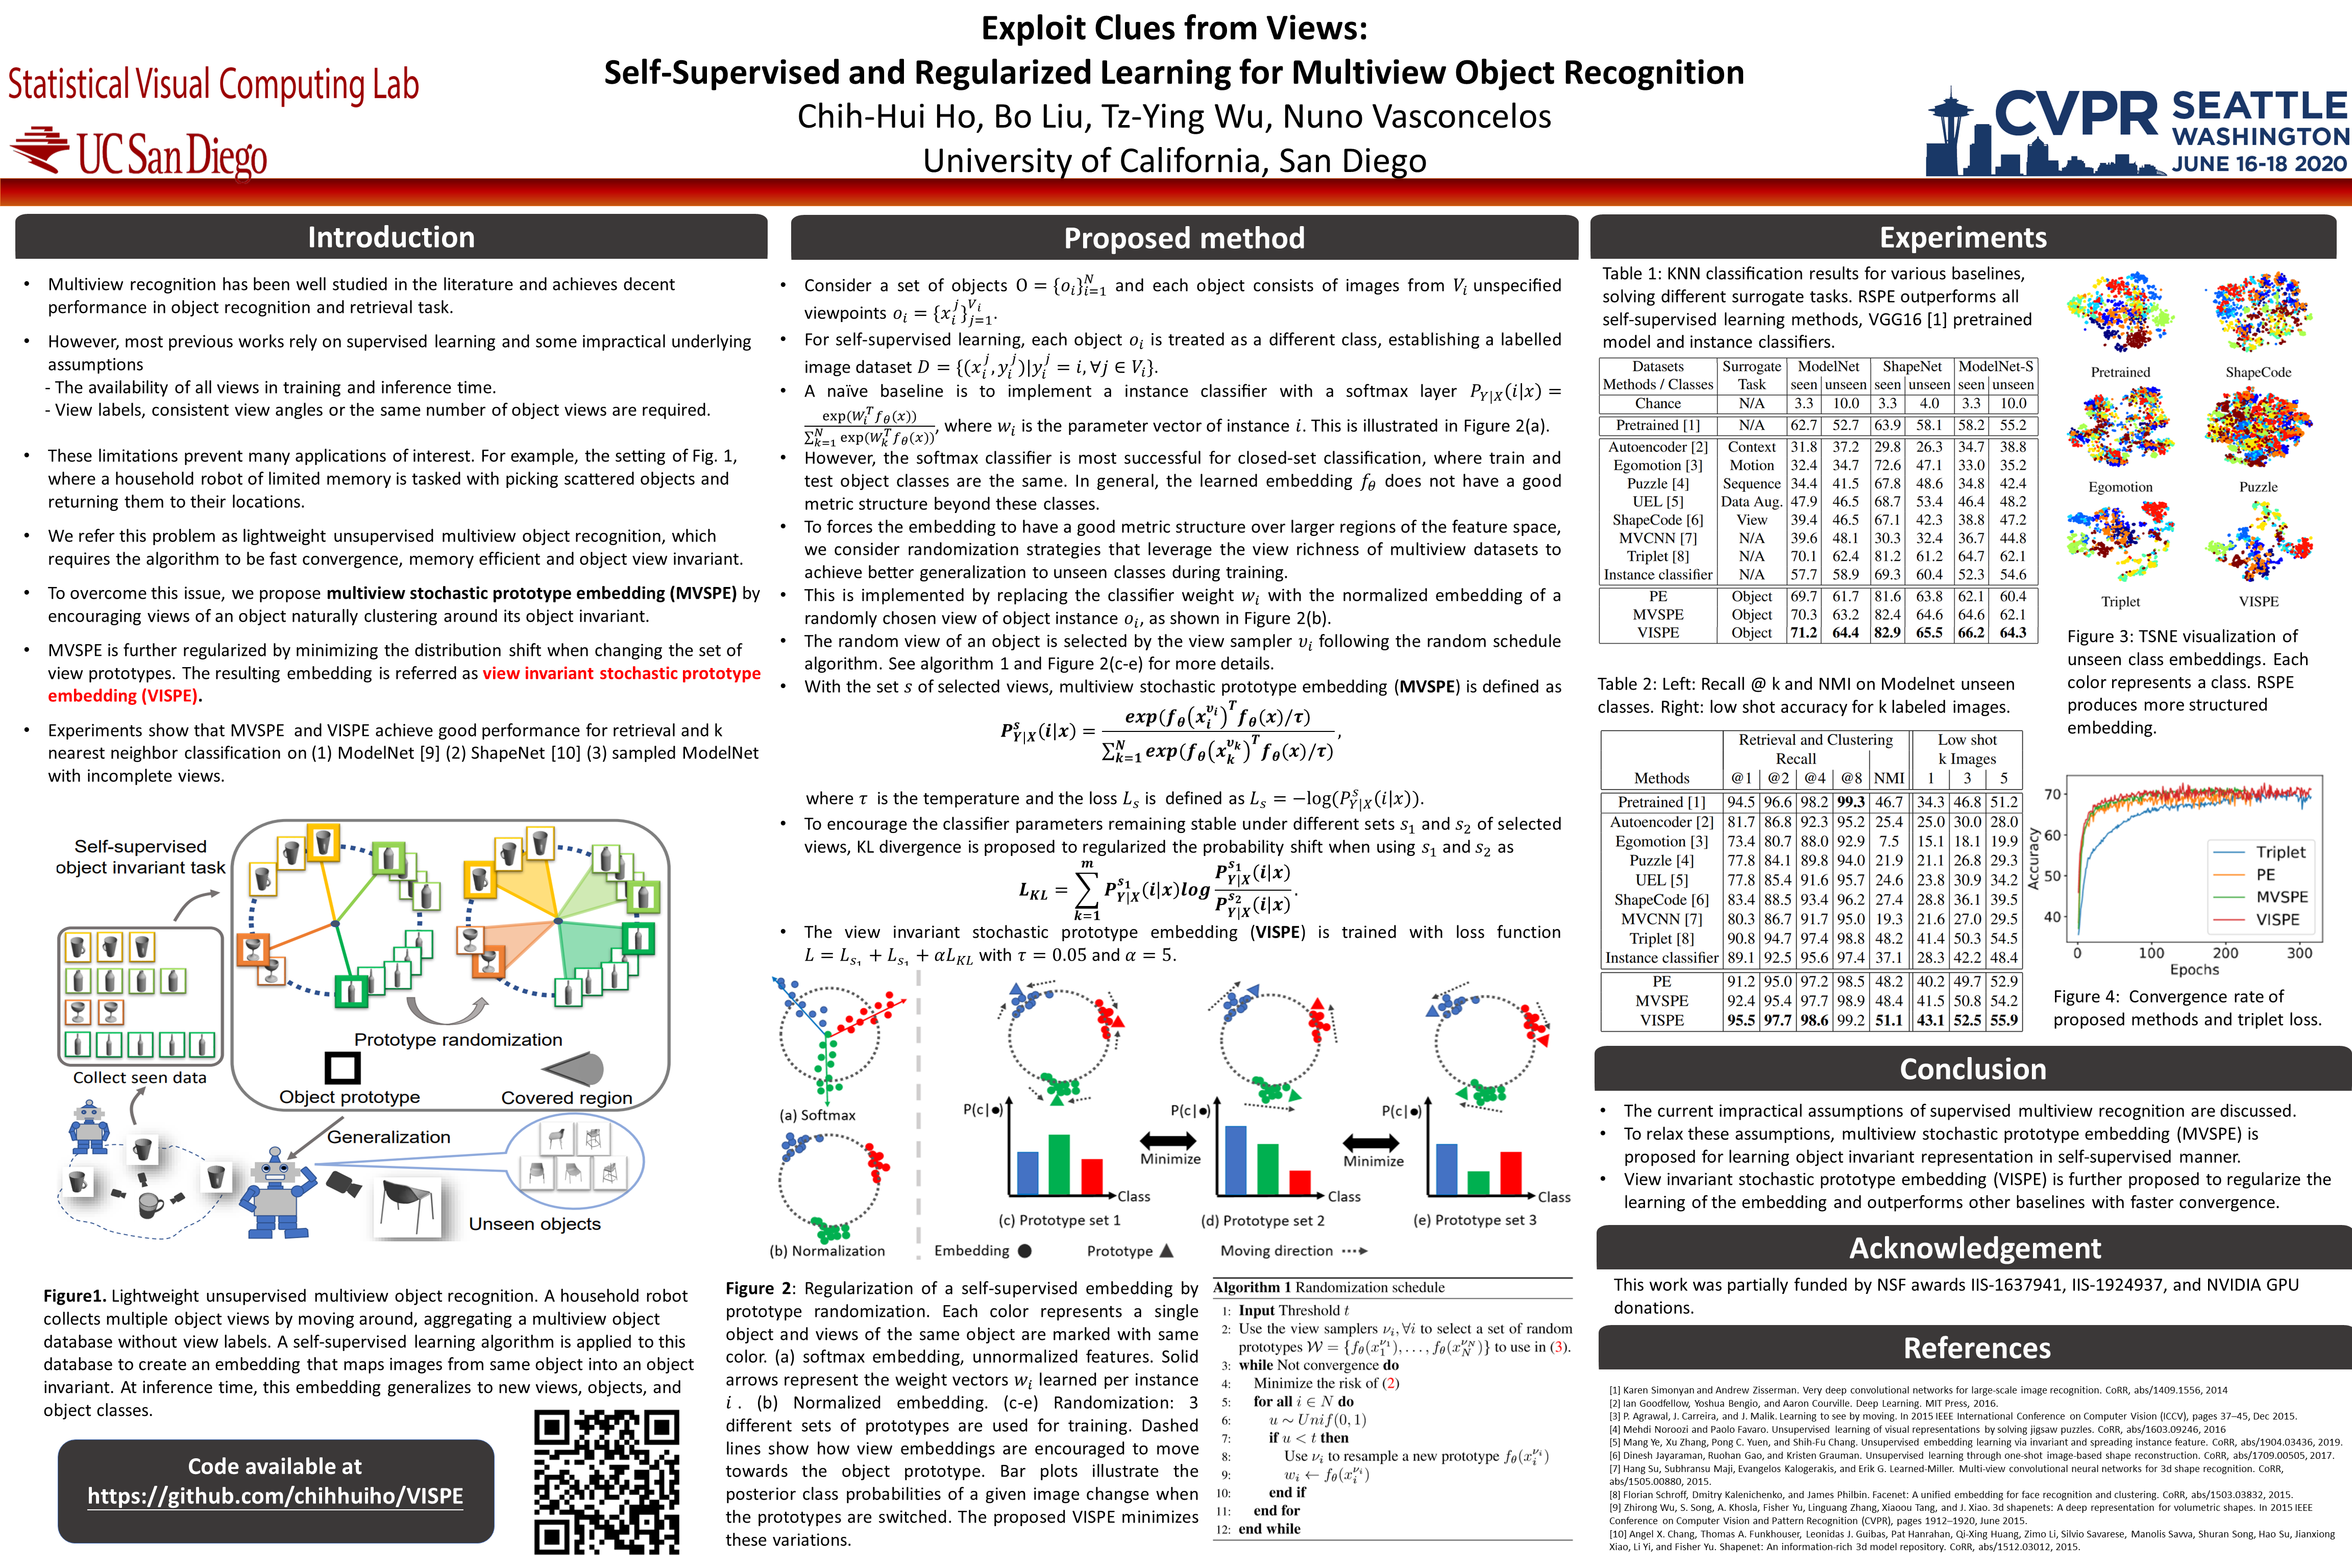 Exploit Clues from Views:
Self-Supervised and Regularized Learning for Multiview Object Recognition
Chih-Hui Ho, Bo Liu, Tz-Ying Wu, Nuno Vasconcelos
University of California, San Diego
Statistical Visual Computing Lab
UC San Diego
CVPR SEATTLE
WASHINGTON
JUNE 16-18 2020
Introduction
• Multiview recognition has been well studied in the literature and achieves decent
performance in object recognition and retrieval task.
• However, most previous works rely on supervised learning and some impractical underlying
assumptions
- The availability of all views in training and inference time.
- View labels, consistent view angles or the same number of object views are required.
• These limitations prevent many applications of interest. For example, the setting of Fig. 1,
where a household robot of limited memory is tasked with picking scattered objects and
returning them to their locations.
• We refer this problem as lightweight unsupervised multiview object recognition, which
requires the algorithm to be fast convergence, memory efficient and object view invariant.
• To overcome this issue, we propose multiview stochastic prototype embedding (MVSPE) by
encouraging views of an object naturally clustering around its object invariant.
• MVSPE is further regularized by minimizing the distribution shift when changing the set of
view prototypes. The resulting embedding is referred as view invariant stochastic prototype
embedding (VISPE).
• Experiments show that MVSPE and VISPE achieve good performance for retrieval and k
nearest neighbor classification on (1) ModelNet [9] (2) ShapeNet [10] (3) sampled ModelNet
with incomplete views.
Self-supervised
object invariant task
Prototype randomization
Collect seen data
Object prototype
Covered region
Generalization
Unseen objects
Figure1. Lightweight unsupervised multiview object recognition. A household robot
collects multiple object views by moving around, aggregating a multiview object
database without view labels. A self-supervised learning algorithm is applied to this
database to create an embedding that maps images from same object into an object
invariant. At inference time, this embedding generalizes to new views, objects, and
object classes.
Code available at
https://github.com/chihhuiho/VISPE
Proposed method
• Consider a set of objects O = {o_i}_{i=1}^N and each object consists of images from V_i unspecified
viewpoints o_i = {x_i^j}_{j=1}^{V_i}.
• For self-supervised learning, each object o_i is treated as a different class, establishing a labelled
image dataset D = {(x_i^j, y_i^j)|y_i^j = i, ∀j ∈ V_i}.
• A naïve baseline is to implement a instance classifier with a softmax layer P_{Y|X}(i|x) =
exp(W_i^T f_θ(x)) / Σ_{k=1}^N exp(W_k^T f_θ(x)), where w_i is the parameter vector of instance i. This is illustrated in Figure 2(a).
• However, the softmax classifier is most successful for closed-set classification, where train and
test object classes are the same. In general, the learned embedding f_θ does not have a good
metric structure beyond these classes.
• To forces the embedding to have a good metric structure over larger regions of the feature space,
we consider randomization strategies that leverage the view richness of multiview datasets to
achieve better generalization to unseen classes during training.
• This is implemented by replacing the classifier weight w_i with the normalized embedding of a
randomly chosen view of object instance o_i, as shown in Figure 2(b).
• The random view of an object is selected by the view sampler υ_i following the random schedule
algorithm. See algorithm 1 and Figure 2(c-e) for more details.
• With the set s of selected views, multiview stochastic prototype embedding (MVSPE) is defined as
P_{Y|X}^s(i|x) = exp(f_θ(x_i^{υ_i})^T f_θ(x)/τ) / Σ_{k=1}^N exp(f_θ(x_k^{υ_k})^T f_θ(x)/τ),
where τ is the temperature and the loss L_s is defined as L_s = −log(P_{Y|X}^s(i|x)).
• To encourage the classifier parameters remaining stable under different sets s_1 and s_2 of selected
views, KL divergence is proposed to regularized the probability shift when using s_1 and s_2 as
L_KL = Σ_{k=1}^m P_{Y|X}^{s_1}(i|x) log P_{Y|X}^{s_1}(i|x) / P_{Y|X}^{s_2}(i|x).
• The view invariant stochastic prototype embedding (VISPE) is trained with loss function
L = L_{s_1} + L_{s_1} + αL_{KL} with τ = 0.05 and α = 5.
(a) Softmax
(b) Normalization
P(c|●) P(c|●) P(c|●)
Minimize Minimize
Class Class Class
(c) Prototype set 1 (d) Prototype set 2 (e) Prototype set 3
Embedding Prototype Moving direction
Figure 2: Regularization of a self-supervised embedding by
prototype randomization. Each color represents a single
object and views of the same object are marked with same
color. (a) softmax embedding, unnormalized features. Solid
arrows represent the weight vectors w_i learned per instance
i . (b) Normalized embedding. (c-e) Randomization: 3
different sets of prototypes are used for training. Dashed
lines show how view embeddings are encouraged to move
towards the object prototype. Bar plots illustrate the
posterior class probabilities of a given image changse when
the prototypes are switched. The proposed VISPE minimizes
these variations.
Algorithm 1 Randomization schedule
1: Input Threshold t
2: Use the view samplers ν_i, ∀i to select a set of random
prototypes W = {f_θ(x_1^{ν_1}), . . . , f_θ(x_N^{ν_N})} to use in (3).
3: while Not convergence do
4: Minimize the risk of (2)
5: for all i ∈ N do
6: u ~ Unif(0, 1)
7: if u < t then
8: Use ν_i to resample a new prototype f_θ(x_i^{ν_i})
9: w_i ← f_θ(x_i^{ν_i})
10: end if
11: end for
12: end while
Experiments
Table 1: KNN classification results for various baselines,
solving different surrogate tasks. RSPE outperforms all
self-supervised learning methods, VGG16 [1] pretrained
model and instance classifiers.
Datasets Surrogate ModelNet ShapeNet ModelNet-S
Methods / Classes Task seen unseen seen unseen seen unseen
Chance N/A 3.3 10.0 3.3 4.0 3.3 10.0
Pretrained [1] N/A 62.7 52.7 63.9 58.1 58.2 55.2
Autoencoder [2] Context 31.8 37.2 29.8 26.3 34.7 38.8
Egomotion [3] Motion 32.4 34.7 72.6 47.1 33.0 35.2
Puzzle [4] Sequence 34.4 41.5 67.8 48.6 34.8 42.4
UEL [5] Data Aug. 47.9 46.5 68.7 53.4 46.4 48.2
ShapeCode [6] View 39.4 46.5 67.1 42.3 38.8 47.2
MVCNN [7] N/A 39.6 48.1 30.3 32.4 36.7 44.8
Triplet [8] N/A 70.1 62.4 81.2 61.2 64.7 62.1
Instance classifier N/A 57.7 58.9 69.3 60.4 52.3 54.6
PE Object 69.7 61.7 81.6 63.8 62.1 60.4
MVSPE Object 70.3 63.2 82.4 64.6 64.6 62.1
VISPE Object 71.2 64.4 82.9 65.5 66.2 64.3
Pretrained ShapeCode
Egomotion Puzzle
Triplet VISPE
Figure 3: TSNE visualization of
unseen class embeddings. Each
color represents a class. RSPE
produces more structured
embedding.
Table 2: Left: Recall @ k and NMI on Modelnet unseen
classes. Right: low shot accuracy for k labeled images.
Retrieval and Clustering Low shot
Recall k Images
Methods @1 @2 @4 @8 NMI 1 3 5
Pretrained [1] 94.5 96.6 98.2 99.3 46.7 34.3 46.8 51.2
Autoencoder [2] 81.7 86.8 92.3 95.2 25.4 25.0 30.0 28.0
Egomotion [3] 73.4 80.7 88.0 92.9 7.5 15.1 18.1 19.9
Puzzle [4] 77.8 84.1 89.8 94.0 21.9 21.1 26.8 29.3
UEL [5] 77.8 85.4 91.6 95.7 24.6 23.8 30.9 34.2
ShapeCode [6] 83.4 88.5 93.4 96.2 27.4 28.8 36.1 39.5
MVCNN [7] 80.3 86.7 91.7 95.0 19.3 21.6 27.0 29.5
Triplet [8] 90.8 94.7 97.4 98.8 48.2 41.4 50.3 54.5
Instance classifier 89.1 92.5 95.6 97.4 37.1 28.3 42.2 48.4
PE 91.2 95.0 97.2 98.5 48.2 40.2 49.7 52.9
MVSPE 92.4 95.4 97.7 98.9 48.4 41.5 50.8 54.2
VISPE 95.5 97.7 98.6 99.2 51.1 43.1 52.5 55.9
Accuracy
70
60
50
40
0 100 200 300
Epochs
Triplet
PE
MVSPE
VISPE
Figure 4: Convergence rate of
proposed methods and triplet loss.
Conclusion
• The current impractical assumptions of supervised multiview recognition are discussed.
• To relax these assumptions, multiview stochastic prototype embedding (MVSPE) is
proposed for learning object invariant representation in self-supervised manner.
• View invariant stochastic prototype embedding (VISPE) is further proposed to regularize the
learning of the embedding and outperforms other baselines with faster convergence.
Acknowledgement
This work was partially funded by NSF awards IIS-1637941, IIS-1924937, and NVIDIA GPU
donations.
References
[1] Karen Simonyan and Andrew Zisserman. Very deep convolutional networks for large-scale image recognition. CoRR, abs/1409.1556, 2014
[2] Ian Goodfellow, Yoshua Bengio, and Aaron Courville. Deep Learning. MIT Press, 2016.
[3] P. Agrawal, J. Carreira, and J. Malik. Learning to see by moving. In 2015 IEEE International Conference on Computer Vision (ICCV), pages 37–45, Dec 2015.
[4] Mehdi Noroozi and Paolo Favaro. Unsupervised learning of visual representations by solving jigsaw puzzles. CoRR, abs/1603.09246, 2016
[5] Mang Ye, Xu Zhang, Pong C. Yuen, and Shih-Fu Chang. Unsupervised embedding learning via invariant and spreading instance feature. CoRR, abs/1904.03436, 2019.
[6] Dinesh Jayaraman, Ruohan Gao, and Kristen Grauman. Unsupervised learning through one-shot image-based shape reconstruction. CoRR, abs/1709.00505, 2017.
[7] Hang Su, Subhransu Maji, Evangelos Kalogerakis, and Erik G. Learned-Miller. Multi-view convolutional neural networks for 3d shape recognition. CoRR,
abs/1505.00880, 2015.
[8] Florian Schroff, Dmitry Kalenichenko, and James Philbin. Facenet: A unified embedding for face recognition and clustering. CoRR, abs/1503.03832, 2015.
[9] Zhirong Wu, S. Song, A. Khosla, Fisher Yu, Linguang Zhang, Xiaoou Tang, and J. Xiao. 3d shapenets: A deep representation for volumetric shapes. In 2015 IEEE
Conference on Computer Vision and Pattern Recognition (CVPR), pages 1912–1920, June 2015.
[10] Angel X. Chang, Thomas A. Funkhouser, Leonidas J. Guibas, Pat Hanrahan, Qi-Xing Huang, Zimo Li, Silvio Savarese, Manolis Savva, Shuran Song, Hao Su, Jianxiong
Xiao, Li Yi, and Fisher Yu. Shapenet: An information-rich 3d model repository. CoRR, abs/1512.03012, 2015.